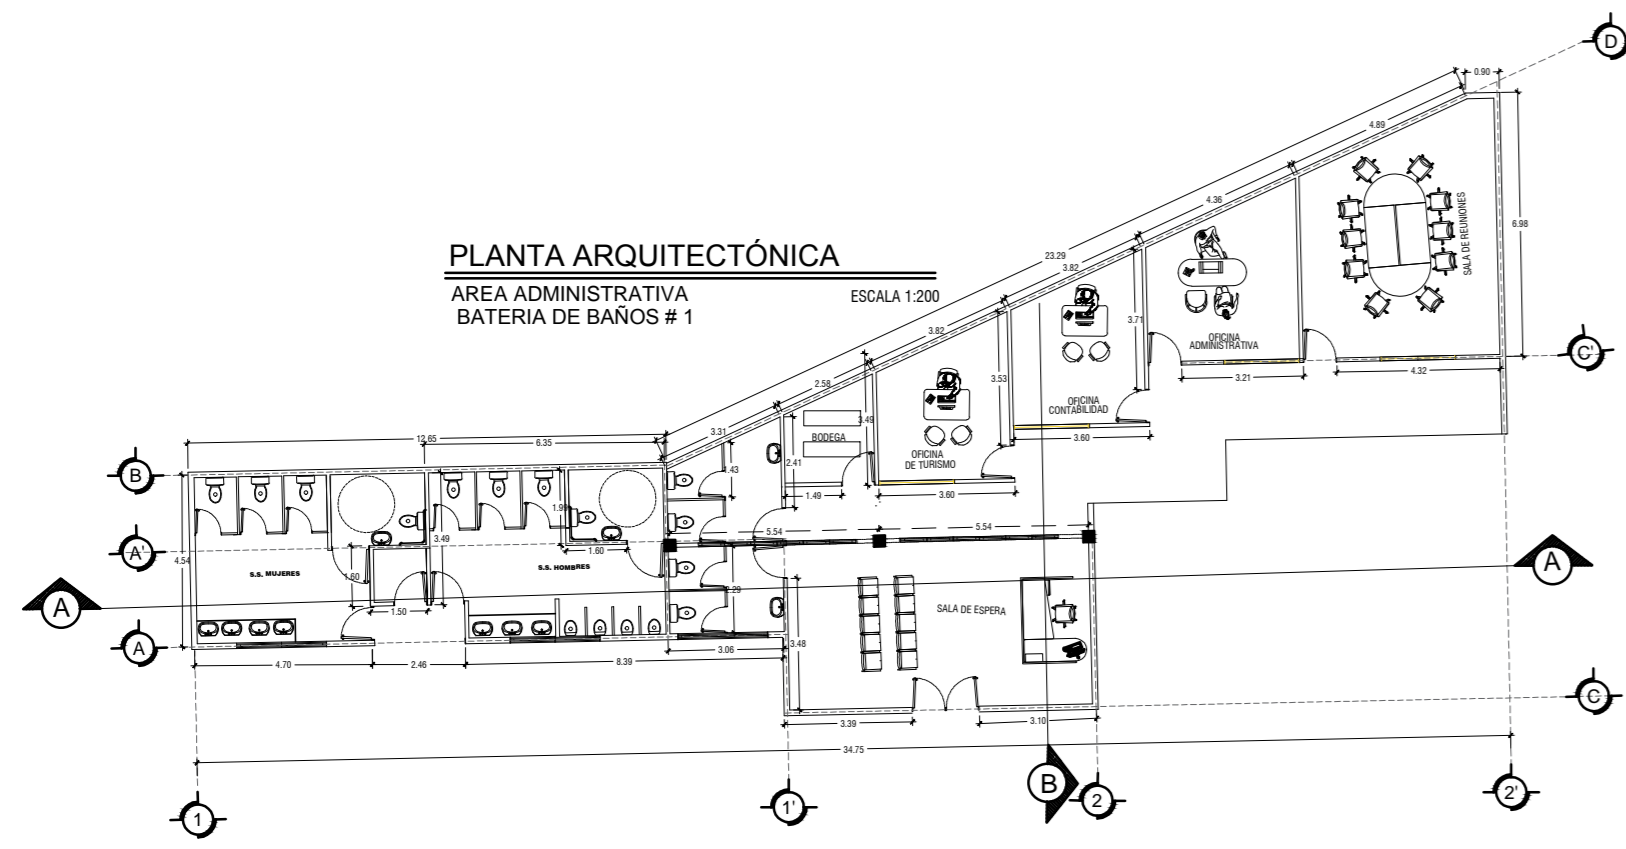 D
0.90
4.89
4.36
6.98
SALA DE REUNIONES
PLANTA ARQUITECTÓNICA
23.29
3.82
AREA ADMINISTRATIVA
ESCALA 1:200
BATERIA DE BAÑOS # 1
3.71
3.82
OFICINA
ADMINISTRATIVA
C'
3.53
3.21
4.32
2.58
OFICINA
CONTABILIDAD
3.49
3.31
BODEGA
3.60
12.65
6.35
OFICINA
DE TURISMO
B
1.43
2.41
1.49
3.60
1.99
5.54
5.54
A'
3.49
1.60
4.54
S.S. MUJERES
1.60
S.S. HOMBRES
A
A
1.50
2.29
SALA DE ESPERA
A
3.48
4.70
2.46
8.39
3.06
C
3.39
3.10
34.75
B
1
1'
2
2'